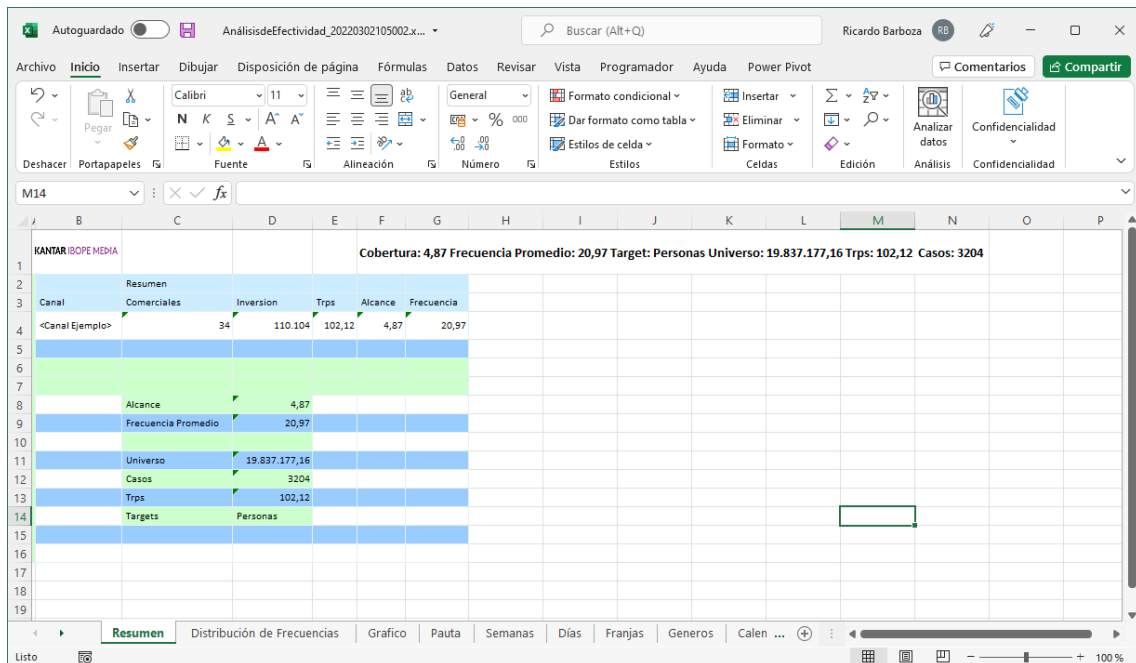 Autoguardado AnálisisdeEfectividad_20220302105002.x... Buscar (Alt+Q) Ricardo Barboza RB
Archivo Inicio Insertar Dibujar Disposición de página Fórmulas Datos Revisar Vista Programador Ayuda Power Pivot Comentarios Compartir
Pegar
Calibri 11
N K S A A
ab
General
% 000
Formato condicional
Dar formato como tabla
Estilos de celda
Insertar
Eliminar
Formato
Analizar datos
Confidencialidad
Deshacer Portapapeles Fuente Alineación Número Estilos Celdas Edición Análisis Confidencialidad
M14 fx
A B C D E F G H I J K L M N O P
1 KANTAR IBOPE MEDIA Cobertura: 4,87 Frecuencia Promedio: 20,97 Target: Personas Universo: 19.837.177,16 Trps: 102,12 Casos: 3204
2 Resumen
3 Canal Comerciales Inversion Trps Alcance Frecuencia
4 <Canal Ejemplo> 34 110.104 102,12 4,87 20,97
5
6
7
8 Alcance 4,87
9 Frecuencia Promedio 20,97
10
11 Universo 19.837.177,16
12 Casos 3204
13 Trps 102,12
14 Targets Personas
15
16
17
18
19
Resumen Distribución de Frecuencias Grafico Pauta Semanas Días Franjas Generos Calen ...
Listo 100 %